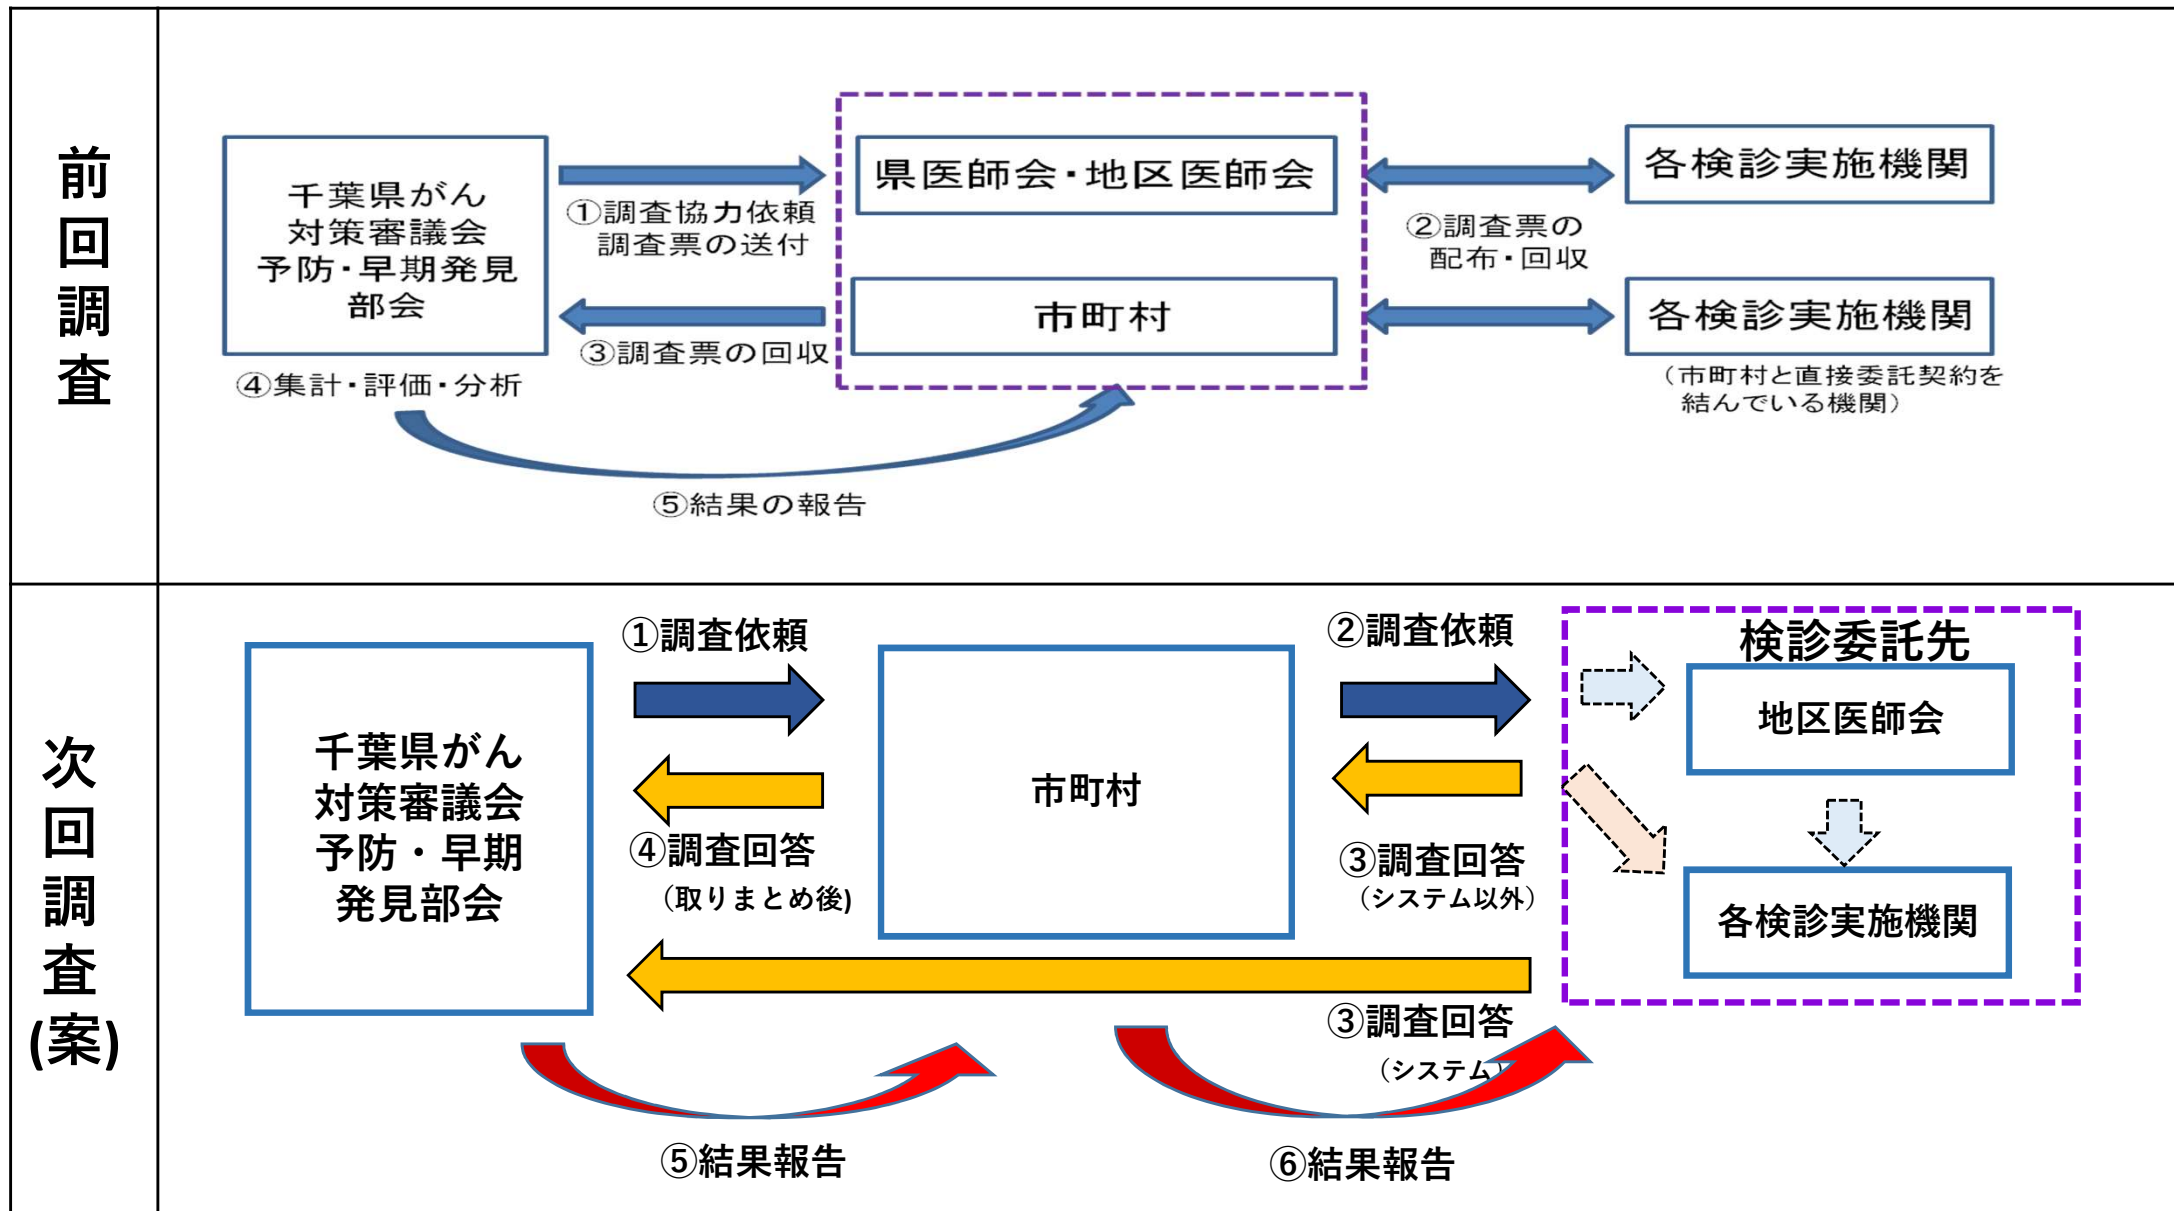 前回調査
千葉県がん
対策審議会
予防・早期発見
部会
①調査協力依頼
調査票の送付
③調査票の回収
④集計・評価・分析
⑤結果の報告
県医師会・地区医師会
市町村
②調査票の
配布・回収
各検診実施機関
各検診実施機関
（市町村と直接委託契約を
結んでいる機関）
次回調査(案)
千葉県がん
対策審議会
予防・早期
発見部会
①調査依頼
④調査回答
（取りまとめ後)
市町村
②調査依頼
③調査回答
（システム以外）
③調査回答
（システム）
検診委託先
地区医師会
各検診実施機関
⑤結果報告
⑥結果報告